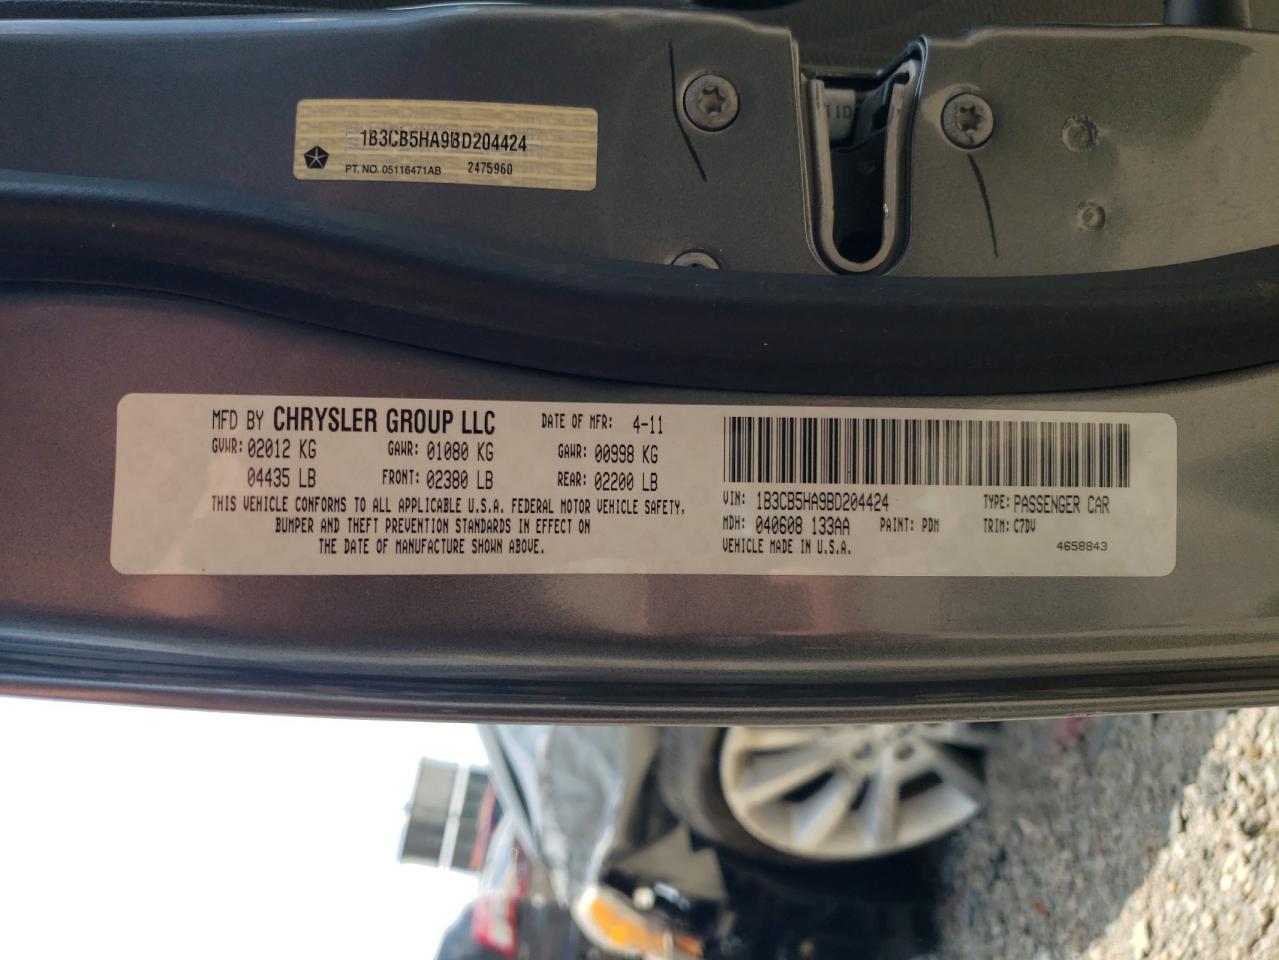 1B3CB5HA9BD204424
PT. NO. 05116471AB 2475960
MFD BY CHRYSLER GROUP LLC DATE OF MFR: 4-11
GVWR: 02012 KG GAWR: 01080 KG GAWR: 00998 KG
04435 LB FRONT: 02380 LB REAR: 02200 LB
THIS VEHICLE CONFORMS TO ALL APPLICABLE U.S.A. FEDERAL MOTOR VEHICLE SAFETY,
BUMPER AND THEFT PREVENTION STANDARDS IN EFFECT ON
THE DATE OF MANUFACTURE SHOWN ABOVE.
VIN: 1B3CB5HA9BD204424 TYPE: PASSENGER CAR
MDH: 040608 133AA PAINT: PDM TRIM: C7DV
VEHICLE MADE IN U.S.A. 4658843